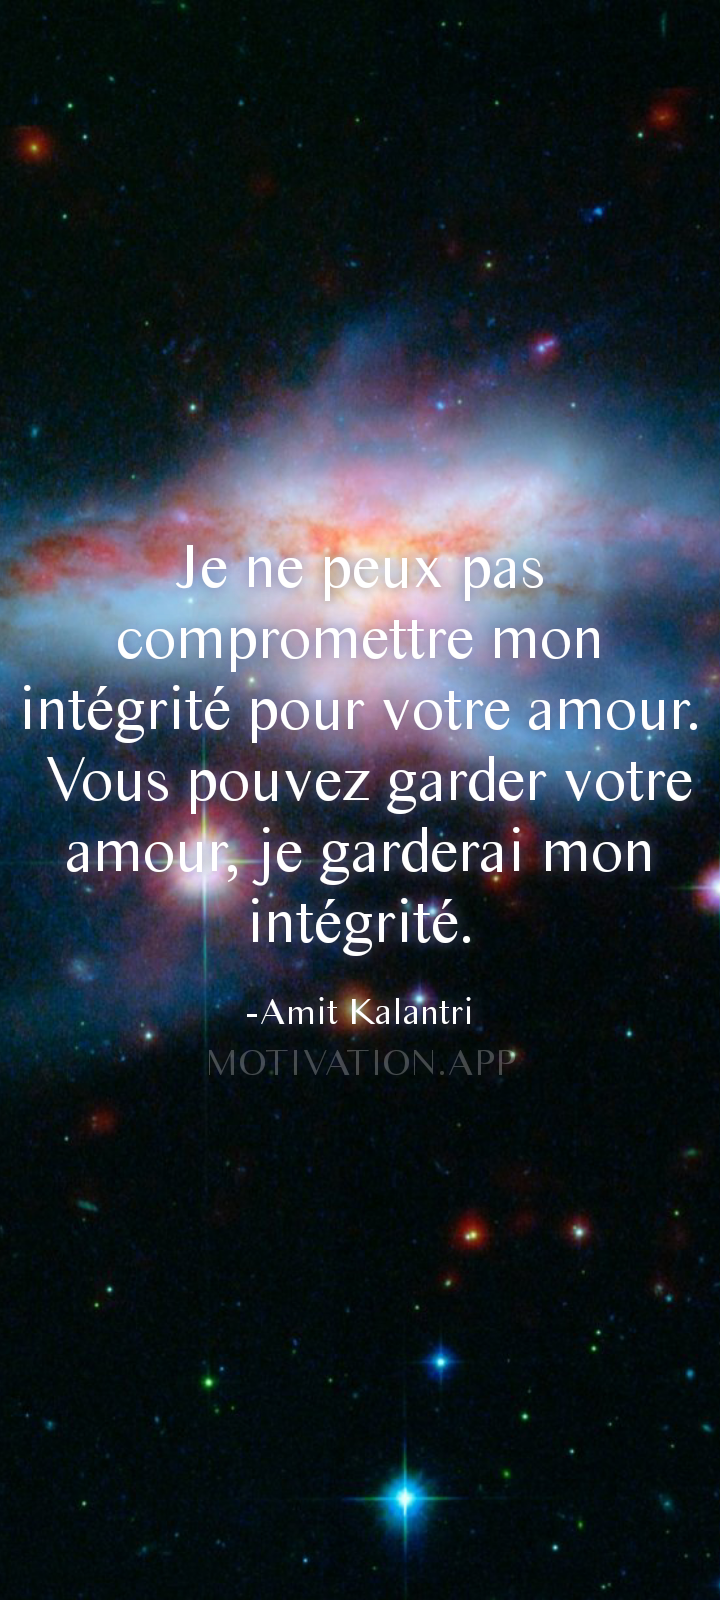 Je ne peux pas
compromettre mon
intégrité pour votre amour.
Vous pouvez garder votre
amour, je garderai mon
intégrité.
-Amit Kalantri
MOTIVATION.APP